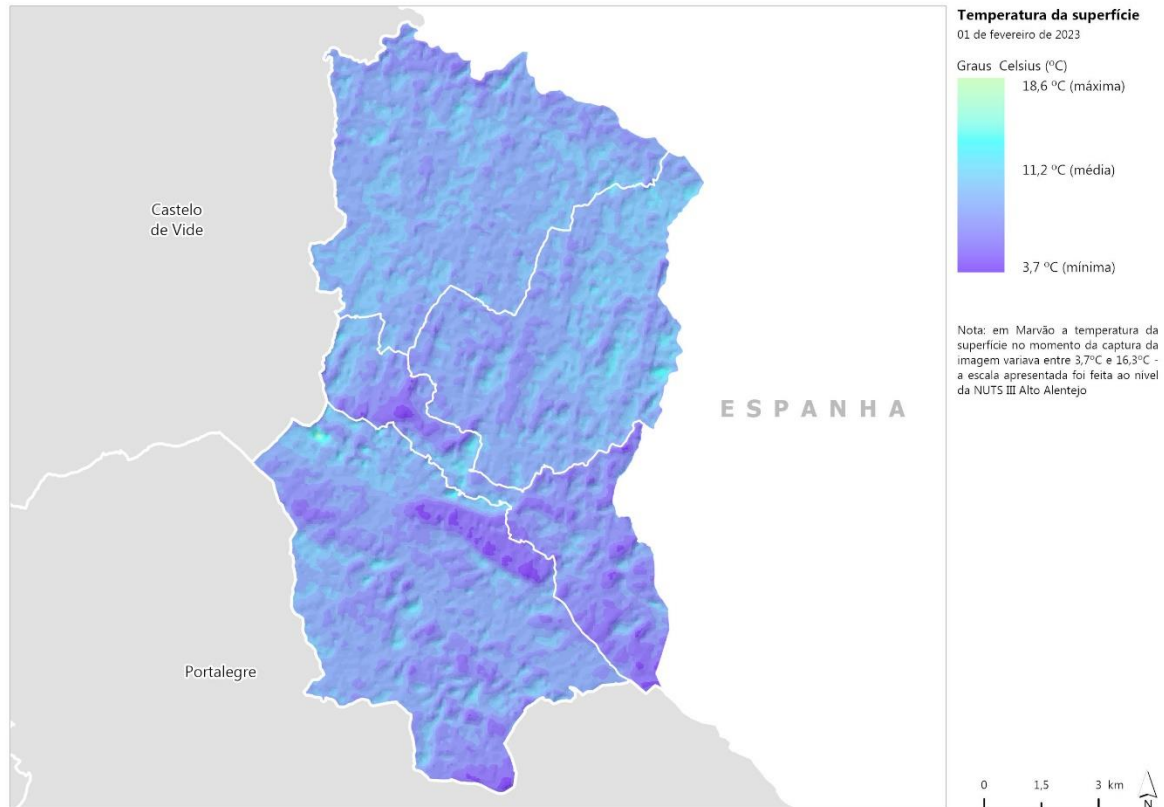 Temperatura da superfície
01 de fevereiro de 2023
Graus Celsius (ºC)
18,6 ºC (máxima)
11,2 ºC (média)
3,7 ºC (mínima)
Nota: em Marvão a temperatura da
superfície no momento da captura da
imagem variava entre 3,7ºC e 16,3ºC -
a escala apresentada foi feita ao nivel
da NUTS III Alto Alentejo
Castelo
de Vide
ESPANHA
Portalegre
0 1,5 3 km
N